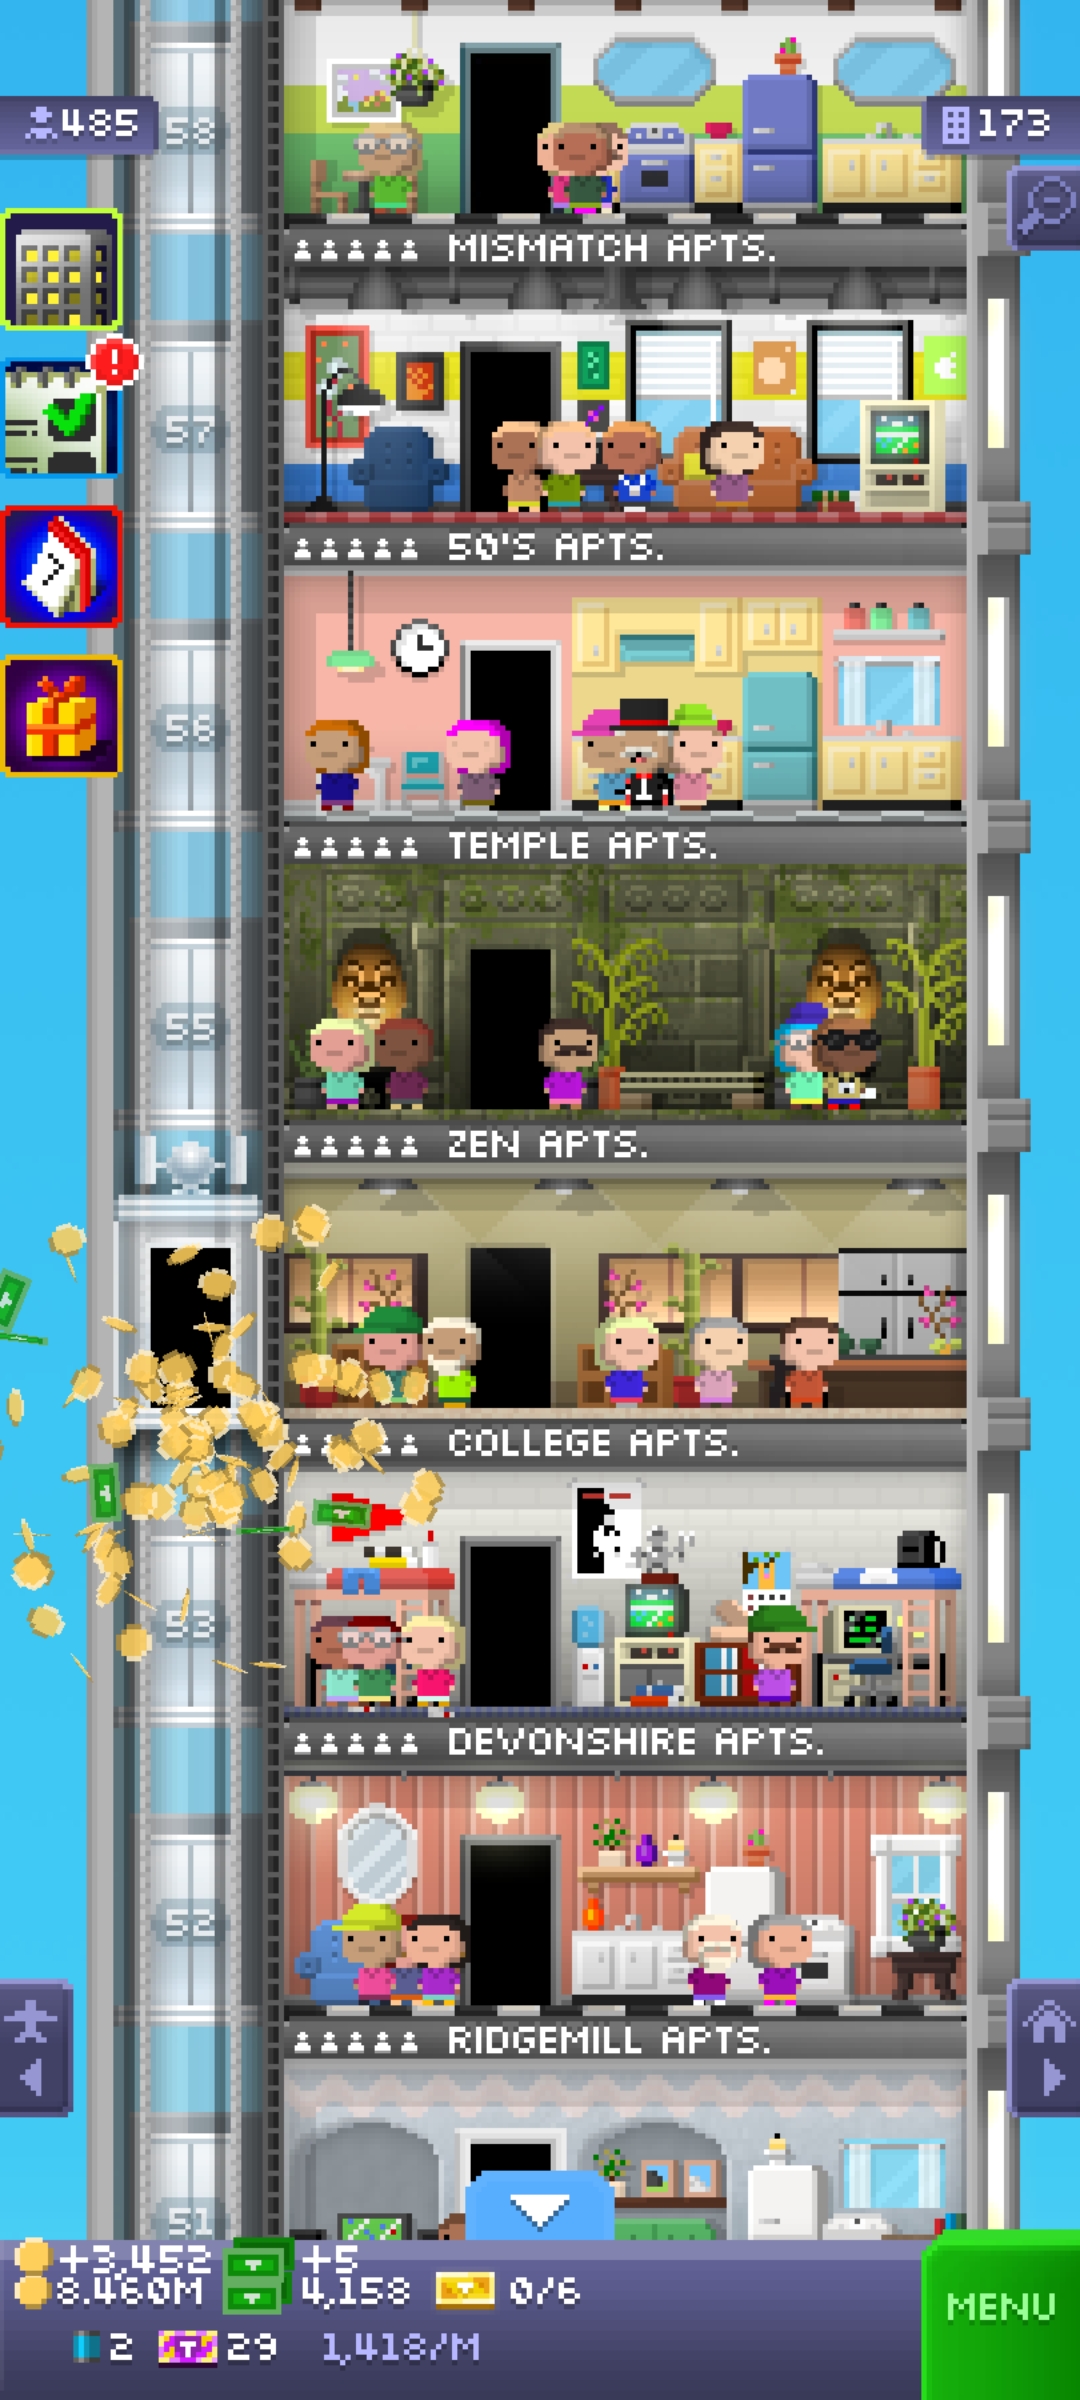 485
58
173
MISMATCH APTS.
57
50'S APTS.
7
56
TEMPLE APTS.
55
ZEN APTS.
COLLEGE APTS.
53
DEVONSHIRE APTS.
52
RIDGEMILL APTS.
51
+3,452
+5
8.460M
4,158
0/6
MENU
2
29
1,418/M